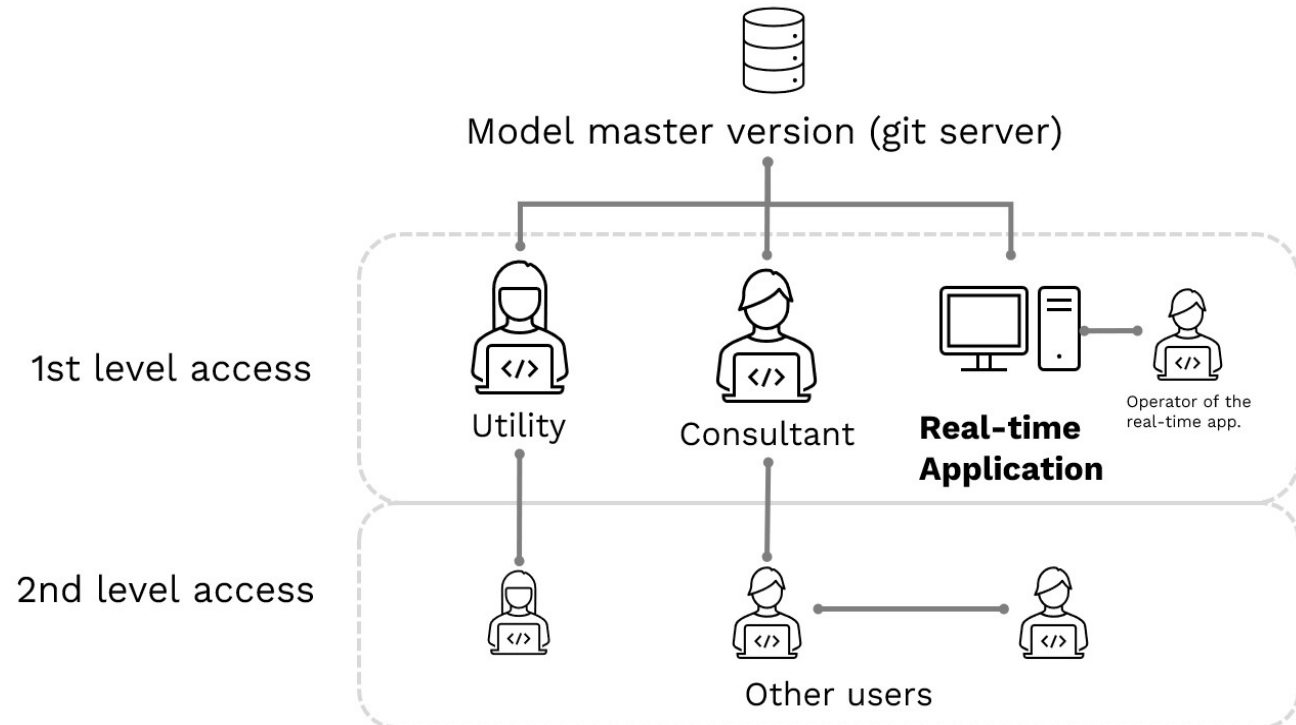 Model master version (git server)
1st level access
</>
Utility
</>
Consultant
Real-time
Application
</>
Operator of the
real-time app.
2nd level access
</>
</>
</>
Other users